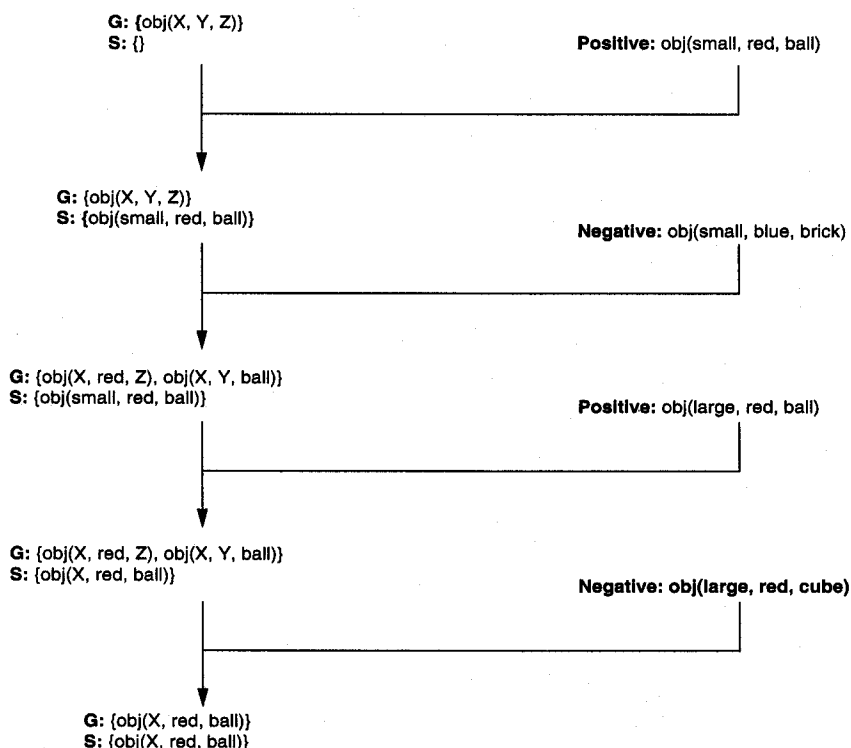 G: {obj(X, Y, Z)}
S: {}
Positive: obj(small, red, ball)
G: {obj(X, Y, Z)}
S: {obj(small, red, ball)}
Negative: obj(small, blue, brick)
G: {obj(X, red, Z), obj(X, Y, ball)}
S: {obj(small, red, ball)}
Positive: obj(large, red, ball)
G: {obj(X, red, Z), obj(X, Y, ball)}
S: {obj(X, red, ball)}
Negative: obj(large, red, cube)
G: {obj(X, red, ball)}
S: {obj(X, red, ball)}